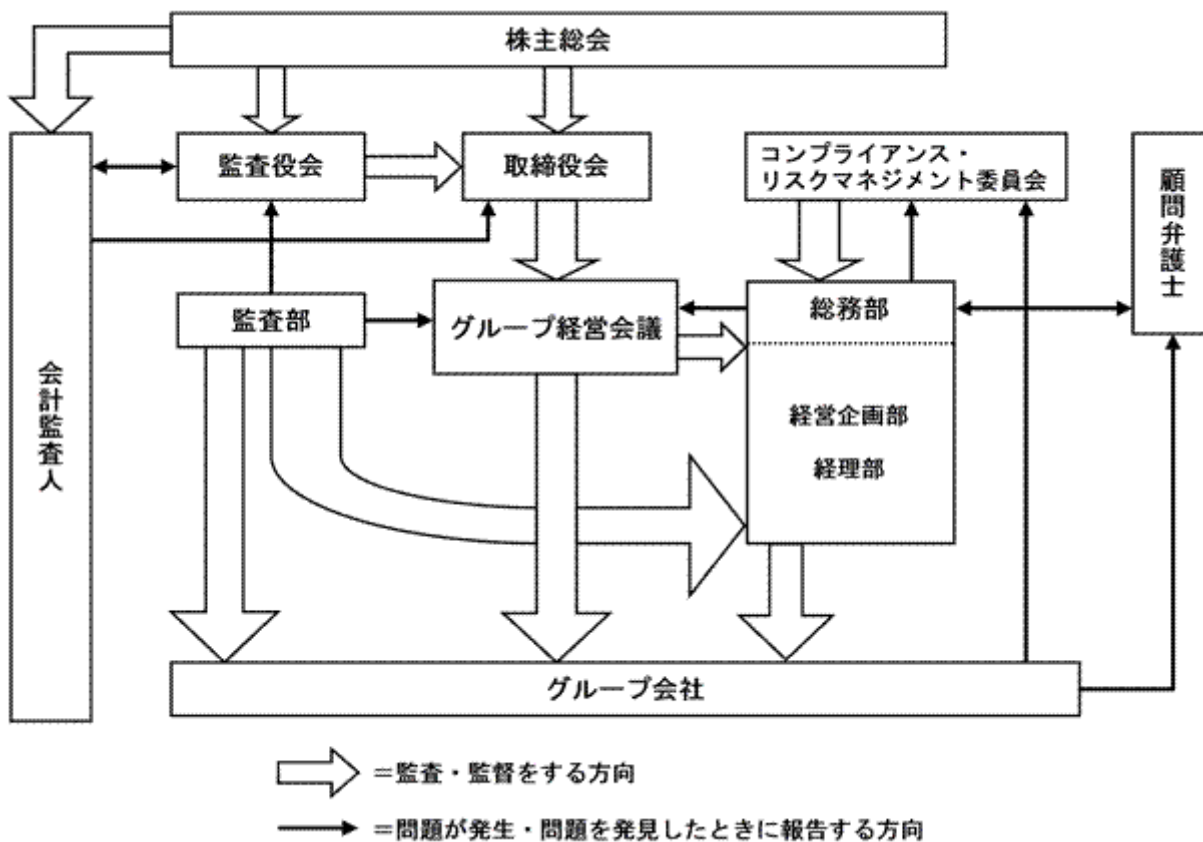 株主総会
監査役会
取締役会
コンプライアンス・
リスクマネジメント委員会
顧問弁護士
監査部
グループ経営会議
総務部
会計監査人
経営企画部
経理部
グループ会社
＝監査・監督をする方向
＝問題が発生・問題を発見したときに報告する方向